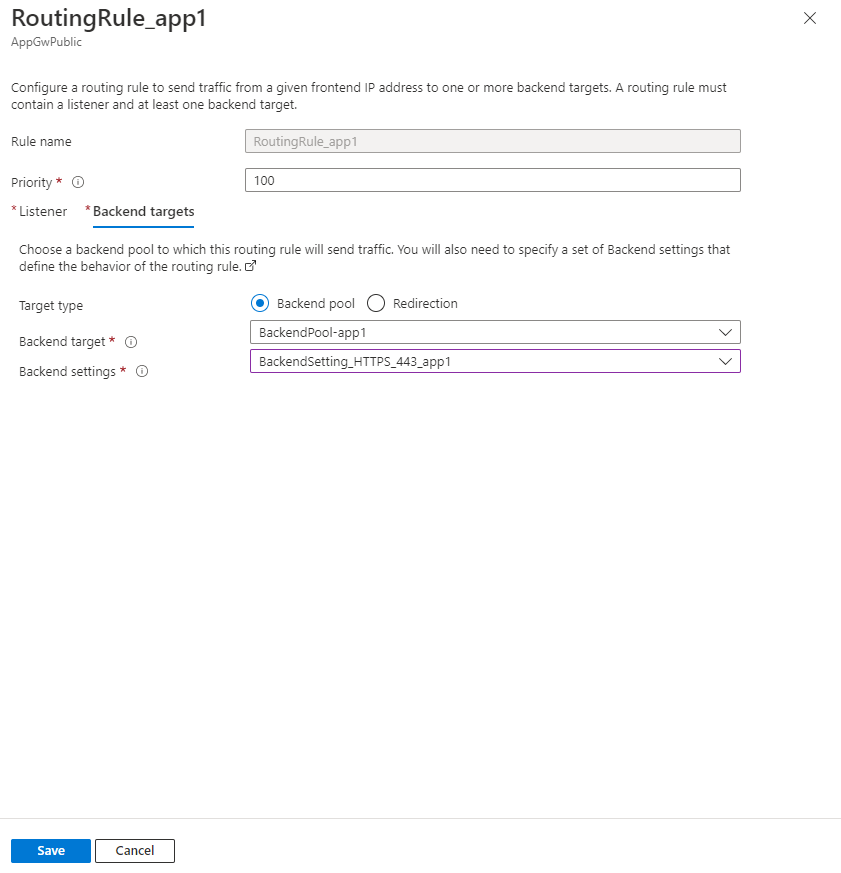 RoutingRule_app1
AppGwPublic
Configure a routing rule to send traffic from a given frontend IP address to one or more backend targets. A routing rule must
contain a listener and at least one backend target.
Rule name
RoutingRule_app1
Priority *
100
* Listener
* Backend targets
Choose a backend pool to which this routing rule will send traffic. You will also need to specify a set of Backend settings that
define the behavior of the routing rule.
Target type
Backend pool
Redirection
Backend target *
BackendPool-app1
Backend settings *
BackendSetting_HTTPS_443_app1
Save
Cancel